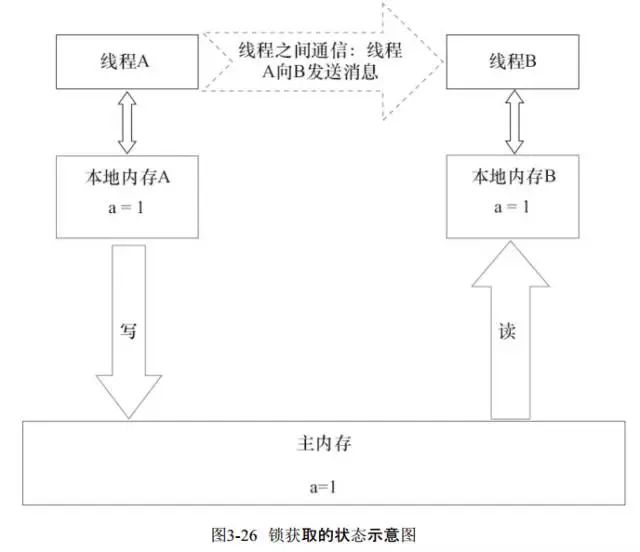 线程A
线程之间通信：线程
A向B发送消息
线程B
本地内存A
a = 1
本地内存B
a = 1
写
读
主内存
a=1
图3-26 锁获取的状态示意图